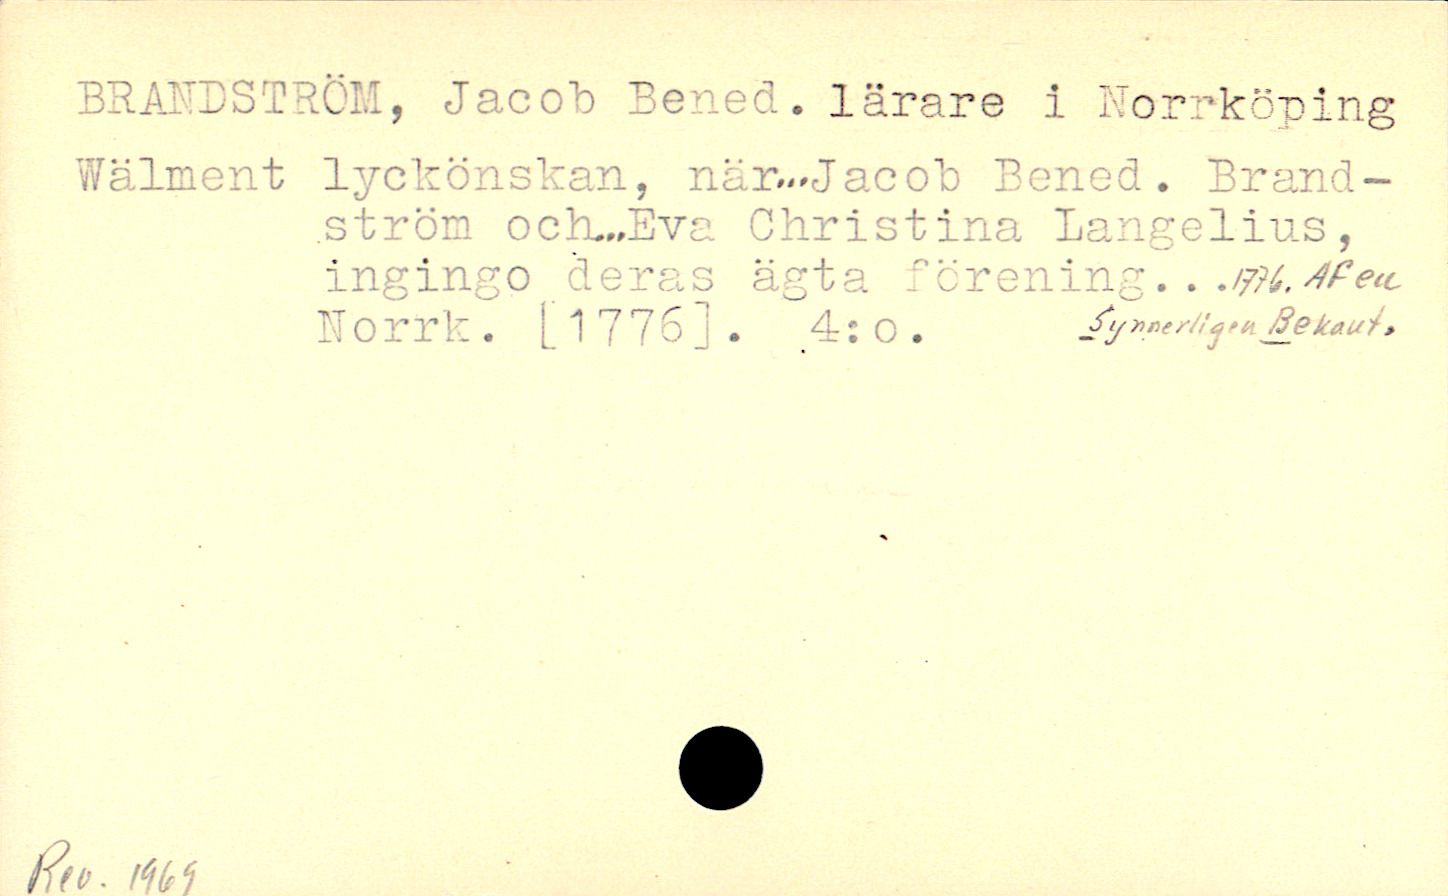 BRANDSTRÖM, Jacob Bened. lärare i Norrköping
Wälment lyckönskan, när...Jacob Bened. Brand-
ström och...Eva Christina Langelius,
ingingo deras ägta förening...1776. Af en
Norrk. [1776]. 4:o. Synnerligen Bekant.
Rev. 1969